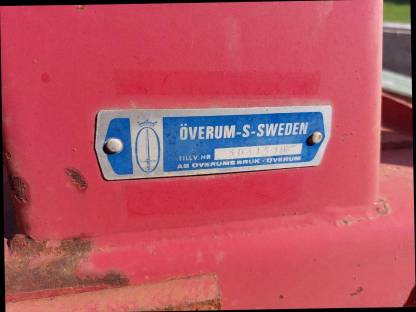 ÖVERUM-S-SWEDEN
TILLV. NR
AB ÖVERUMS BRUK - ÖVERUM